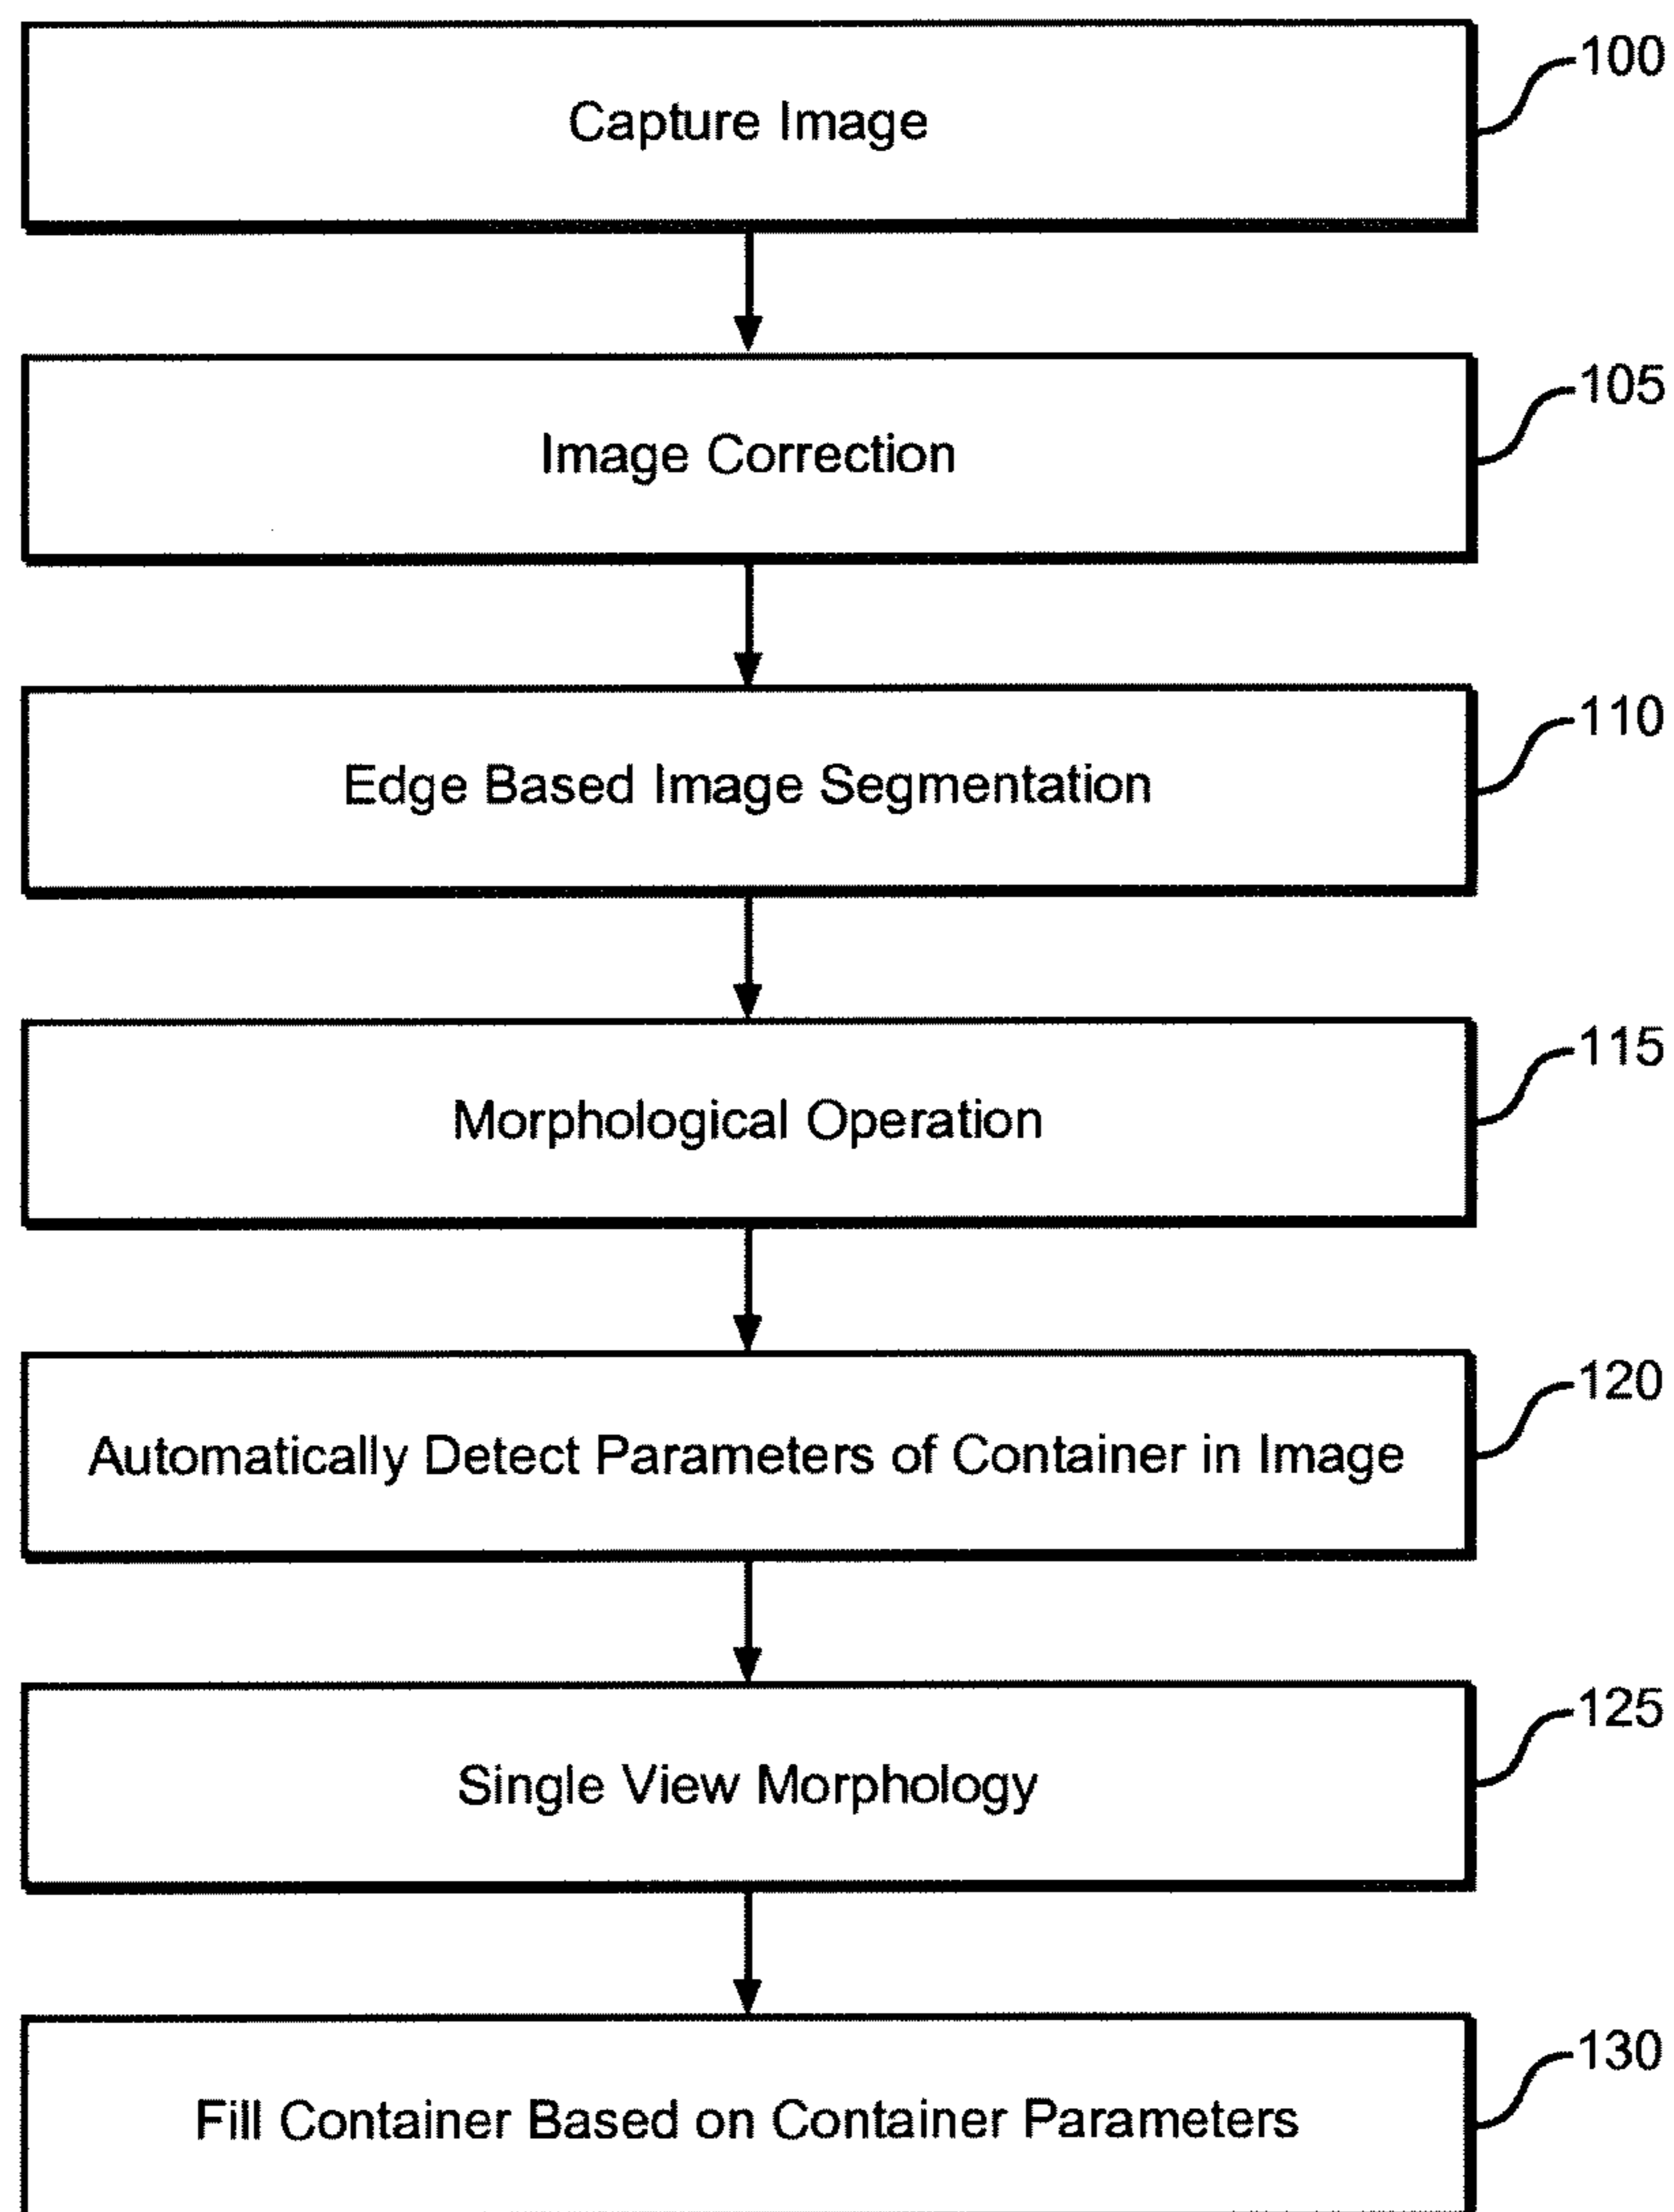 Capture Image
100
Image Correction
105
Edge Based Image Segmentation
110
Morphological Operation
115
Automatically Detect Parameters of Container in Image
120
Single View Morphology
125
Fill Container Based on Container Parameters
130